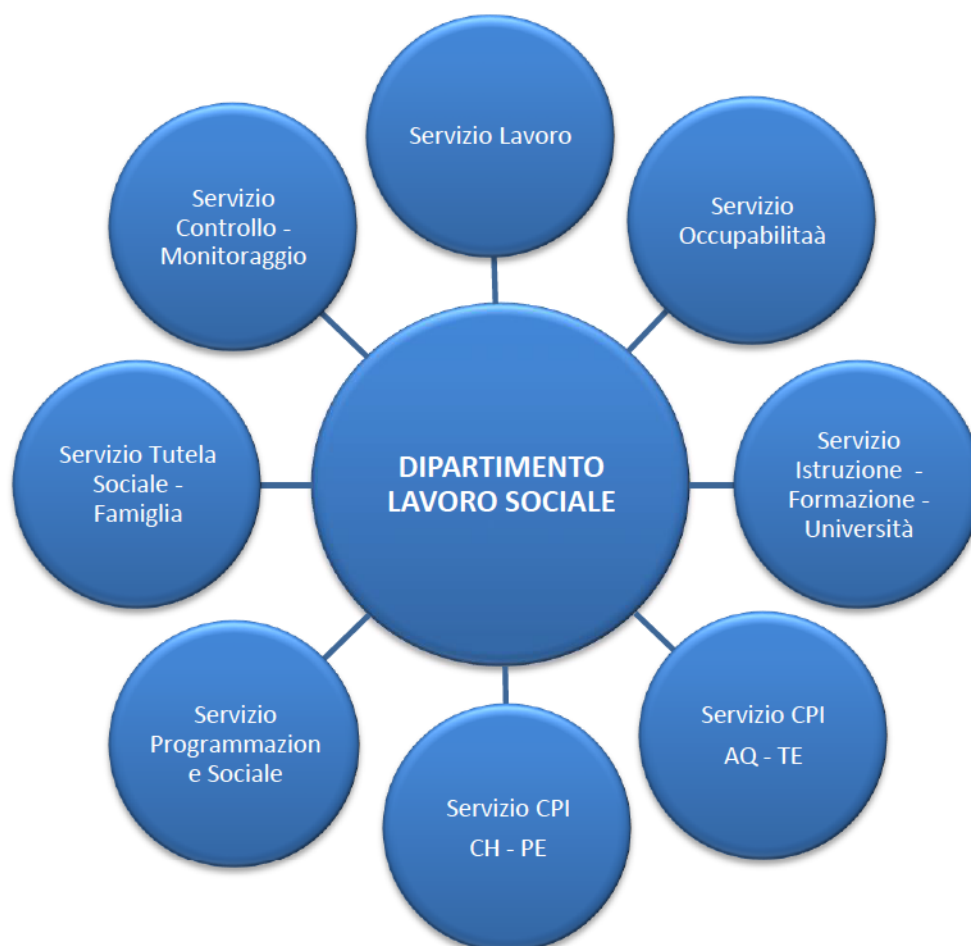 Servizio Lavoro
Servizio
Occupabilitaà
Servizio
Istruzione -
Formazione -
Università
Servizio CPI
AQ - TE
Servizio CPI
CH - PE
Servizio
Programmazion
e Sociale
Servizio Tutela
Sociale -
Famiglia
Servizio
Controllo -
Monitoraggio
DIPARTIMENTO
LAVORO SOCIALE